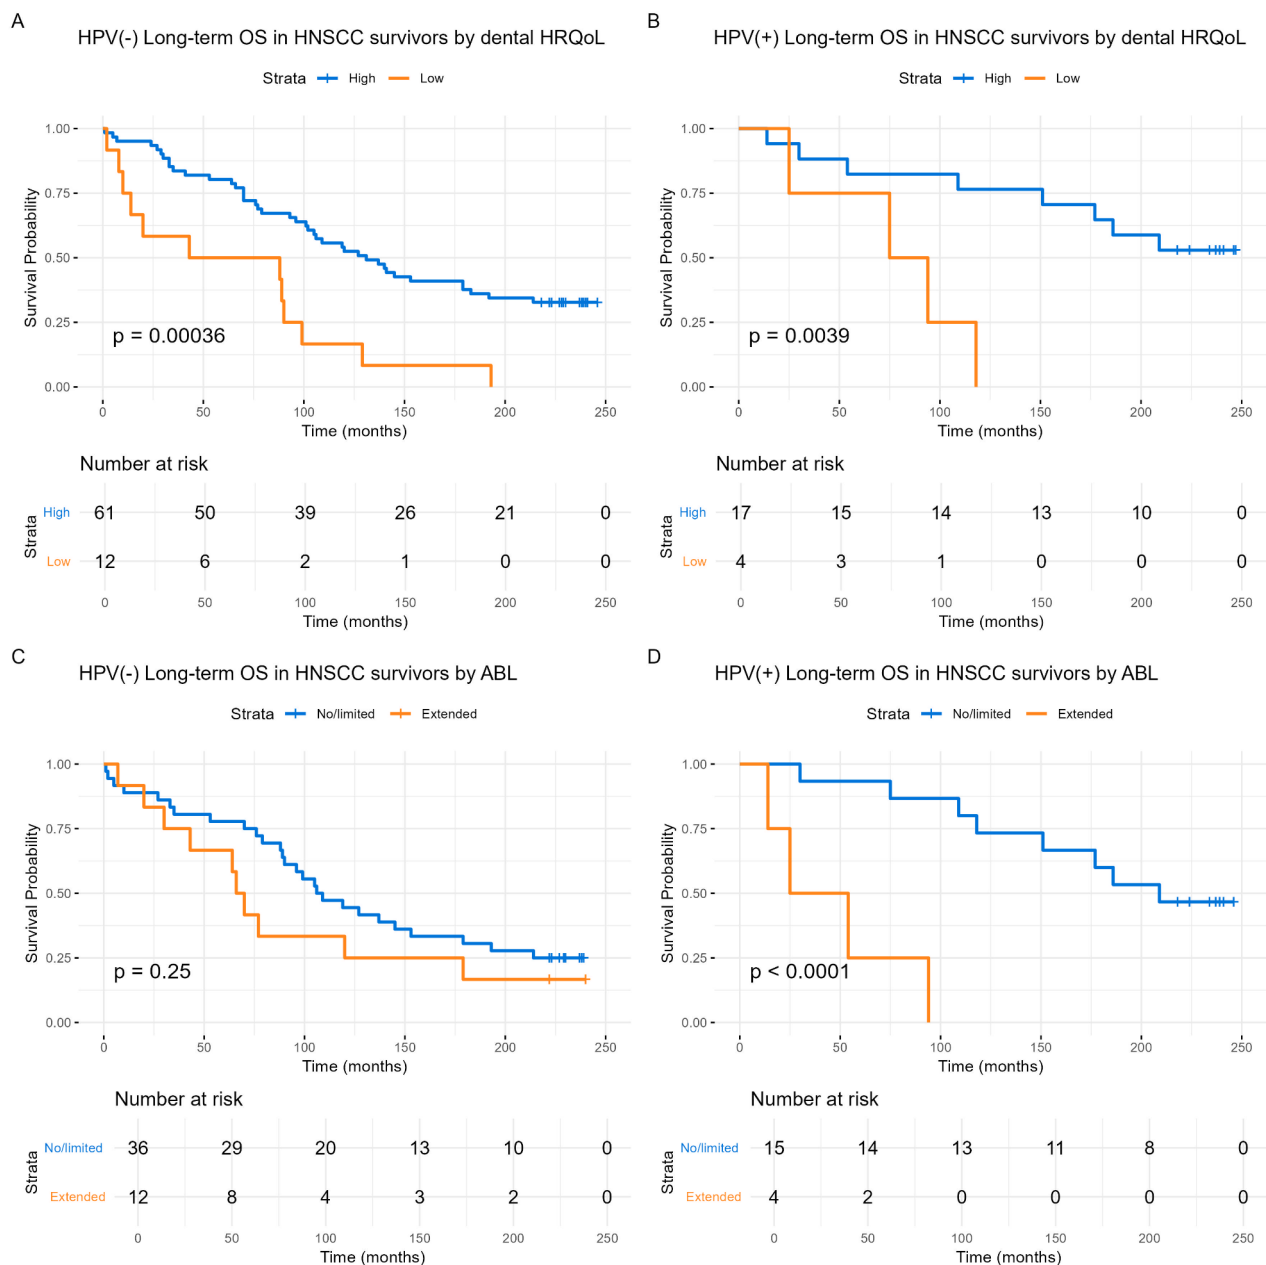 A
HPV(-) Long-term OS in HNSCC survivors by dental HRQoL
Strata High Low
1.00
0.75
0.50
0.25
0.00
Survival Probability
p = 0.00036
0 50 100 150 200 250
Time (months)
Number at risk
Strata
High 61 50 39 26 21 0
Low 12 6 2 1 0 0
0 50 100 150 200 250
Time (months)
B
HPV(+) Long-term OS in HNSCC survivors by dental HRQoL
Strata High Low
1.00
0.75
0.50
0.25
0.00
Survival Probability
p = 0.0039
0 50 100 150 200 250
Time (months)
Number at risk
Strata
High 17 15 14 13 10 0
Low 4 3 1 0 0 0
0 50 100 150 200 250
Time (months)
C
HPV(-) Long-term OS in HNSCC survivors by ABL
Strata No/limited Extended
1.00
0.75
0.50
0.25
0.00
Survival Probability
p = 0.25
0 50 100 150 200 250
Time (months)
Number at risk
Strata
No/limited 36 29 20 13 10 0
Extended 12 8 4 3 2 0
0 50 100 150 200 250
Time (months)
D
HPV(+) Long-term OS in HNSCC survivors by ABL
Strata No/limited Extended
1.00
0.75
0.50
0.25
0.00
Survival Probability
p < 0.0001
0 50 100 150 200 250
Time (months)
Number at risk
Strata
No/limited 15 14 13 11 8 0
Extended 4 2 0 0 0 0
0 50 100 150 200 250
Time (months)